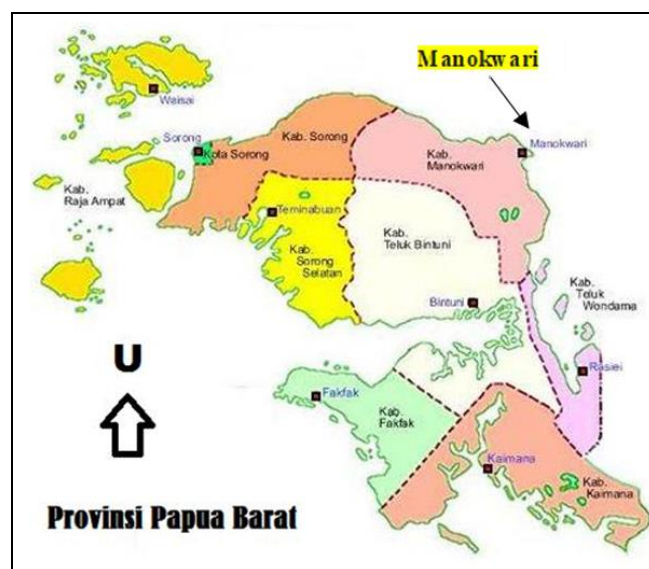 Manokwari
Waisai
Sorong
Kota Sorong
Kab. Sorong
Kab.
Manokwari
Manokwari
Kab.
Raja Ampat
Teminabuan
Kab.
Sorong
Selatan
Kab.
Teluk Bintuni
Bintuni
Kab.
Teluk
Wondama
Rasiei
U
Fakfak
Kab.
Fakfak
Kaimana
Kab.
Kaimana
Provinsi Papua Barat